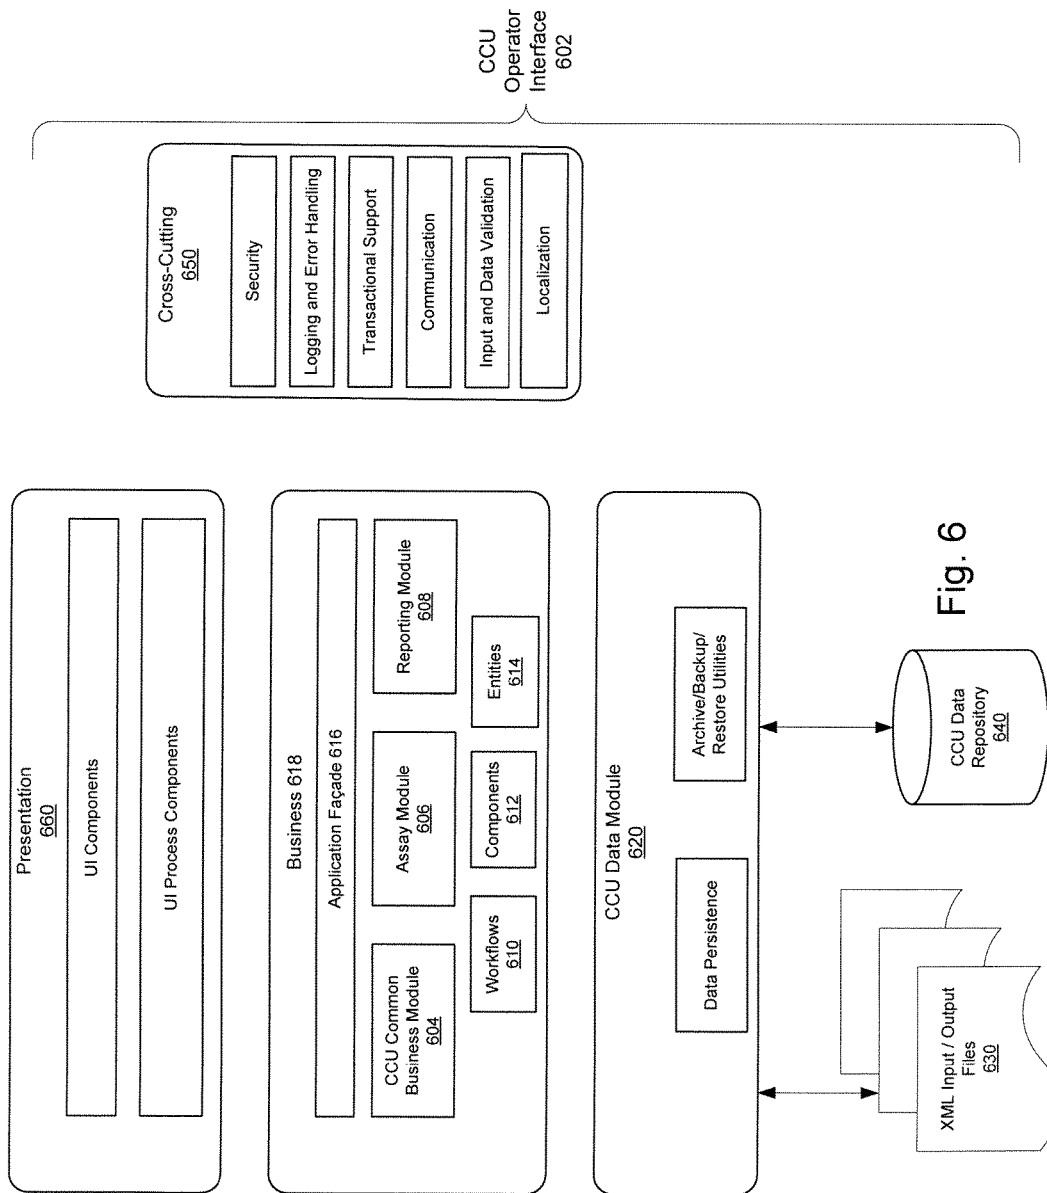 Presentation
660
UI Components
UI Process Components
Business 618
Application Façade 616
CCU Common
Business Module
604
Assay Module
606
Reporting Module
608
Workflows
610
Components
612
Entities
614
CCU Data Module
620
Data Persistence
Archive/Backup/
Restore Utilities
XML Input / Output
Files
630
CCU Data
Repository
640
Cross-Cutting
650
Security
Logging and Error Handling
Transactional Support
Communication
Input and Data Validation
Localization
CCU
Operator
Interface
602
Fig. 6